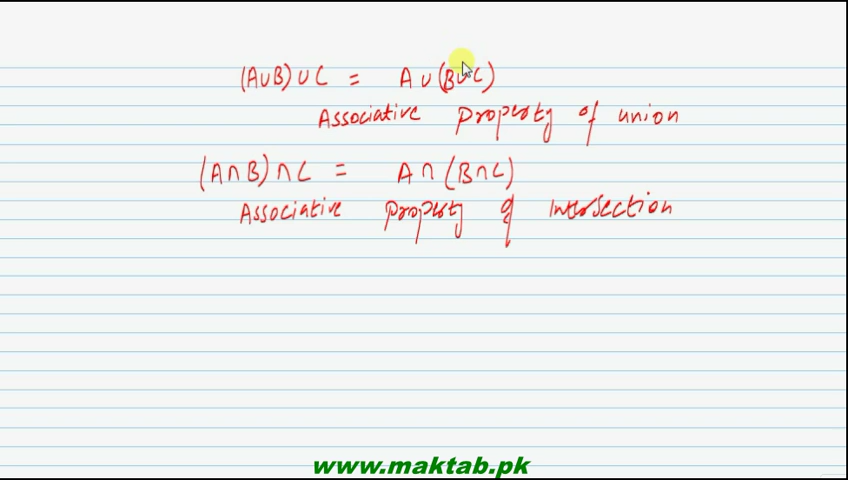 (A∪B)∪C = A∪(B∪C)
Associative Property of union
(A∩B)∩C = A∩(B∩C)
Associative Property of Intersection
www.maktab.pk